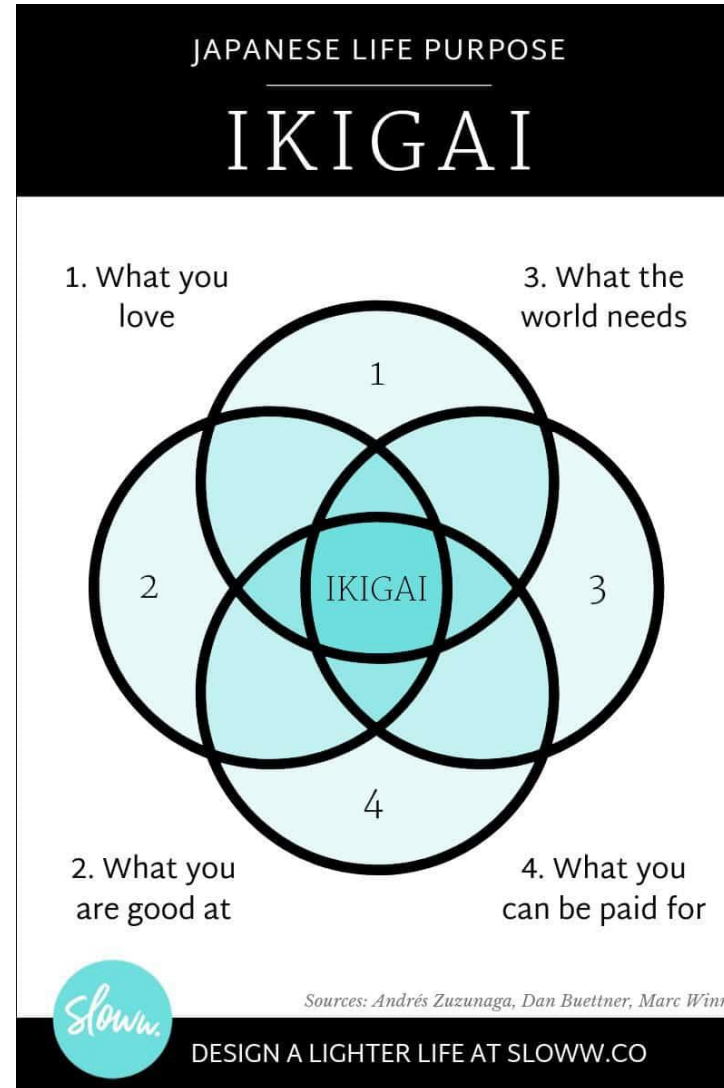 JAPANESE LIFE PURPOSE
IKIGAI
1. What you
love
3. What the
world needs
1
2
IKIGAI
3
4
2. What you
are good at
4. What you
can be paid for
Sources: Andrés Zuzunaga, Dan Buettner, Marc
sloww.
DESIGN A LIGHTER LIFE AT SLOWW.CO